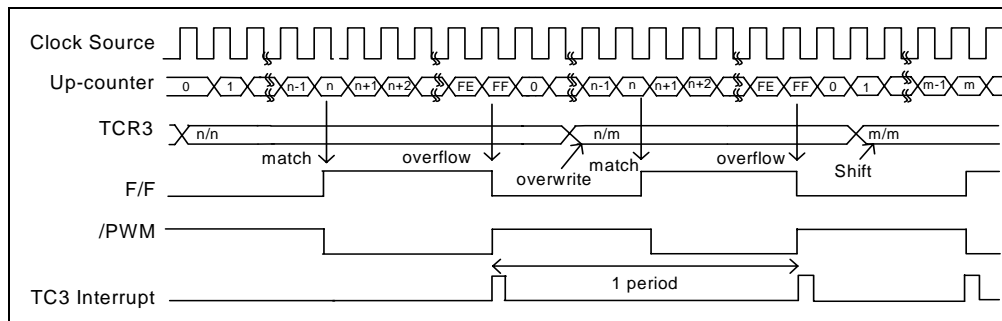 Clock Source
Up-counter
0 1 n-1 n n+1 n+2 FE FF 0 n-1 n n+1 n+2 FE FF 0 1 m-1 m
TCR3
n/n n/m m/m
match overflow overwrite match overflow Shift
F/F
/PWM
1 period
TC3 Interrupt